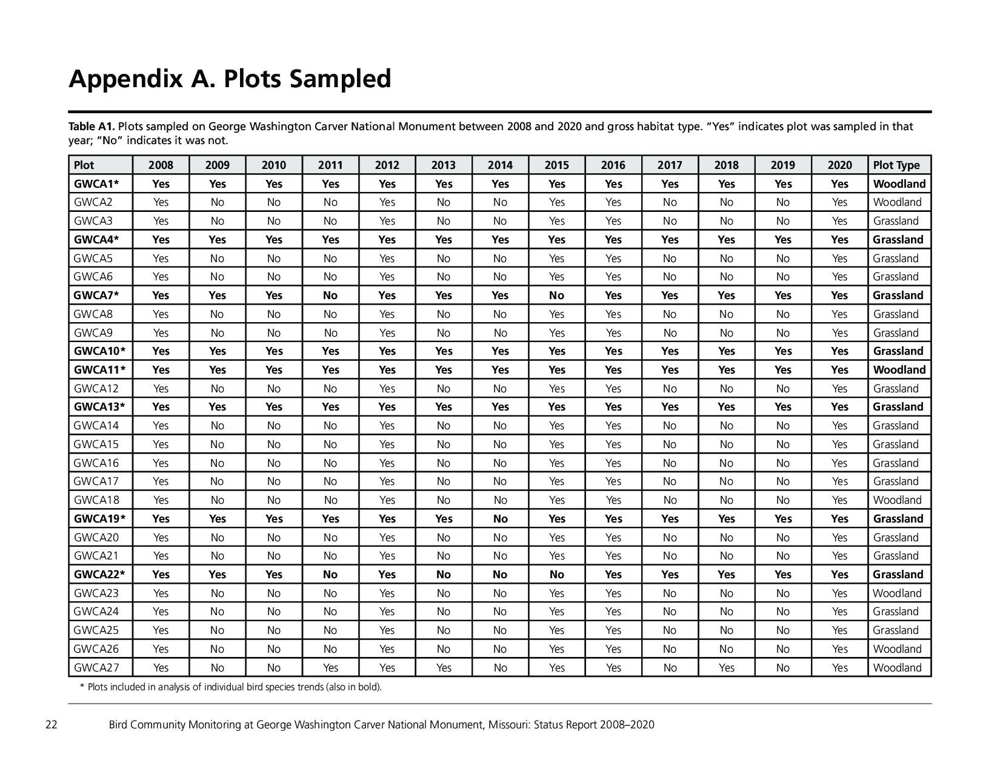 Appendix A. Plots Sampled
Table A1. Plots sampled on George Washington Carver National Monument between 2008 and 2020 and gross habitat type. “Yes” indicates plot was sampled in that
year; “No” indicates it was not.
Plot 2008 2009 2010 2011 2012 2013 2014 2015 2016 2017 2018 2019 2020 Plot Type
GWCA1* Yes Yes Yes Yes Yes Yes Yes Yes Yes Yes Yes Yes Yes Woodland
GWCA2 Yes No No No Yes No No Yes Yes No No No Yes Woodland
GWCA3 Yes No No No Yes No No Yes Yes No No No Yes Grassland
GWCA4* Yes Yes Yes Yes Yes Yes Yes Yes Yes Yes Yes Yes Yes Grassland
GWCA5 Yes No No No Yes No No Yes Yes No No No Yes Grassland
GWCA6 Yes No No No Yes No No Yes Yes No No No Yes Grassland
GWCA7* Yes Yes Yes No Yes Yes Yes No Yes Yes Yes Yes Yes Grassland
GWCA8 Yes No No No Yes No No Yes Yes No No No Yes Grassland
GWCA9 Yes No No No Yes No No Yes Yes No No No Yes Grassland
GWCA10* Yes Yes Yes Yes Yes Yes Yes Yes Yes Yes Yes Yes Yes Grassland
GWCA11* Yes Yes Yes Yes Yes Yes Yes Yes Yes Yes Yes Yes Yes Woodland
GWCA12 Yes No No No Yes No No Yes Yes No No No Yes Grassland
GWCA13* Yes Yes Yes Yes Yes Yes Yes Yes Yes Yes Yes Yes Yes Grassland
GWCA14 Yes No No No Yes No No Yes Yes No No No Yes Grassland
GWCA15 Yes No No No Yes No No Yes Yes No No No Yes Grassland
GWCA16 Yes No No No Yes No No Yes Yes No No No Yes Grassland
GWCA17 Yes No No No Yes No No Yes Yes No No No Yes Grassland
GWCA18 Yes No No No Yes No No Yes Yes No No No Yes Woodland
GWCA19* Yes Yes Yes Yes Yes Yes No Yes Yes Yes Yes Yes Yes Grassland
GWCA20 Yes No No No Yes No No Yes Yes No No No Yes Grassland
GWCA21 Yes No No No Yes No No Yes Yes No No No Yes Grassland
GWCA22* Yes Yes Yes No Yes No No No Yes Yes Yes Yes Yes Grassland
GWCA23 Yes No No No Yes No No Yes Yes No No No Yes Woodland
GWCA24 Yes No No No Yes No No Yes Yes No No No Yes Grassland
GWCA25 Yes No No No Yes No No Yes Yes No No No Yes Grassland
GWCA26 Yes No No No Yes No No Yes Yes No No No Yes Woodland
GWCA27 Yes No No Yes Yes Yes No Yes Yes No Yes No Yes Woodland
* Plots included in analysis of individual bird species trends (also in bold).
22 Bird Community Monitoring at George Washington Carver National Monument, Missouri: Status Report 2008–2020